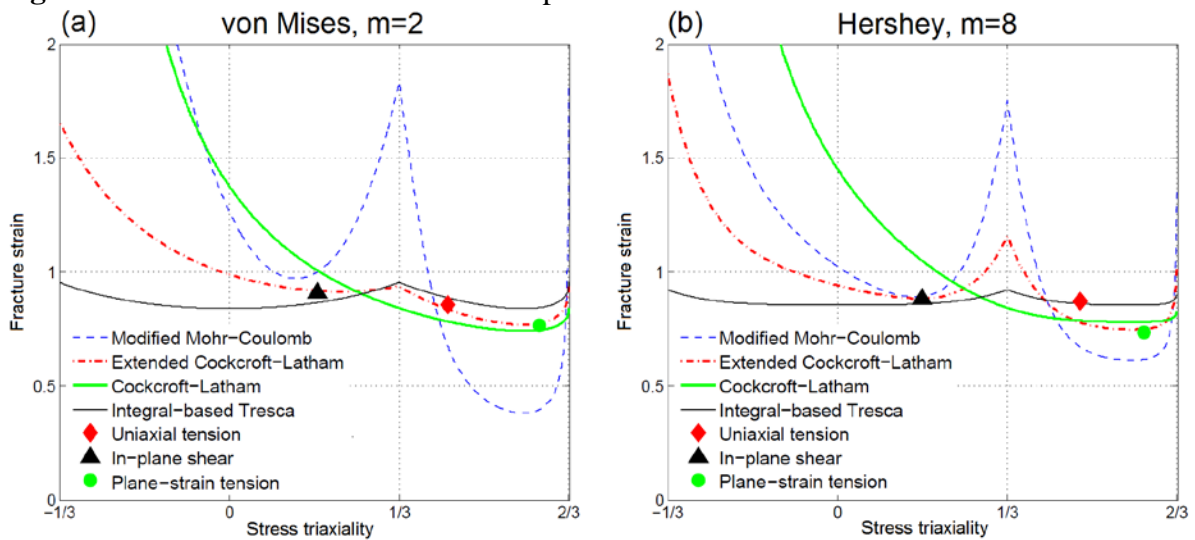 (a) von Mises, m=2
2
1.5
1
0.5
0
Fracture strain
Modified Mohr-Coulomb
Extended Cockcroft-Latham
Cockcroft-Latham
Integral-based Tresca
Uniaxial tension
In-plane shear
Plane-strain tension
-1/3 0 1/3 2/3
Stress triaxiality
(b) Hershey, m=8
2
1.5
1
0.5
0
Fracture strain
Modified Mohr-Coulomb
Extended Cockcroft-Latham
Cockcroft-Latham
Integral-based Tresca
Uniaxial tension
In-plane shear
Plane-strain tension
-1/3 0 1/3 2/3
Stress triaxiality